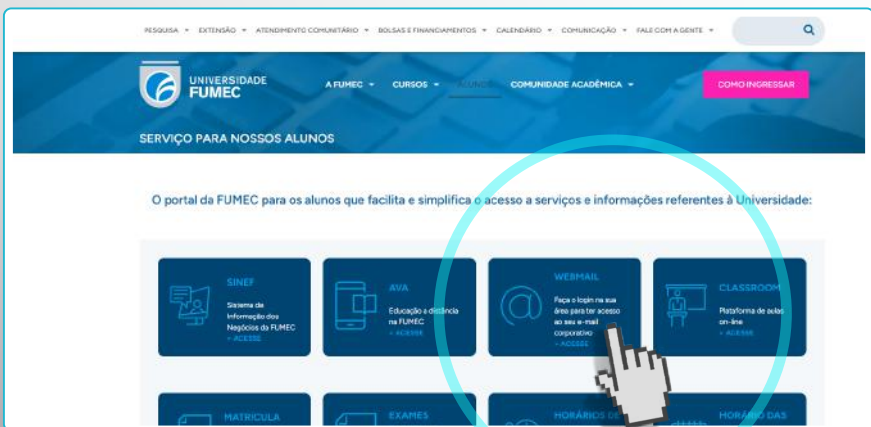 PESQUISA EXTENSÃO ATENDIMENTO COMUNITÁRIO BOLSAS E FINANCIAMENTOS CALENDÁRIO COMUNICAÇÃO FALE COM A GENTE
UNIVERSIDADE
FUMEC
A FUMEC CURSOS ALUNOS COMUNIDADE ACADÊMICA COMO INGRESSAR
SERVIÇO PARA NOSSOS ALUNOS
O portal da FUMEC para os alunos que facilita e simplifica o acesso a serviços e informações referentes à Universidade:
SINEF
Sistema de
Informação dos
Negócios da FUMEC
> ACESSE
AVA
Educação a distância
na FUMEC
> ACESSE
WEBMAIL
Faça o login na sua
área para ter acesso
ao seu e-mail
corporativo
> ACESSE
CLASSROOM
Plataforma de aulas
on-line
> ACESSE
MATRÍCULA
EXAMES
HORÁRIOS DE
HORÁRIO DAS